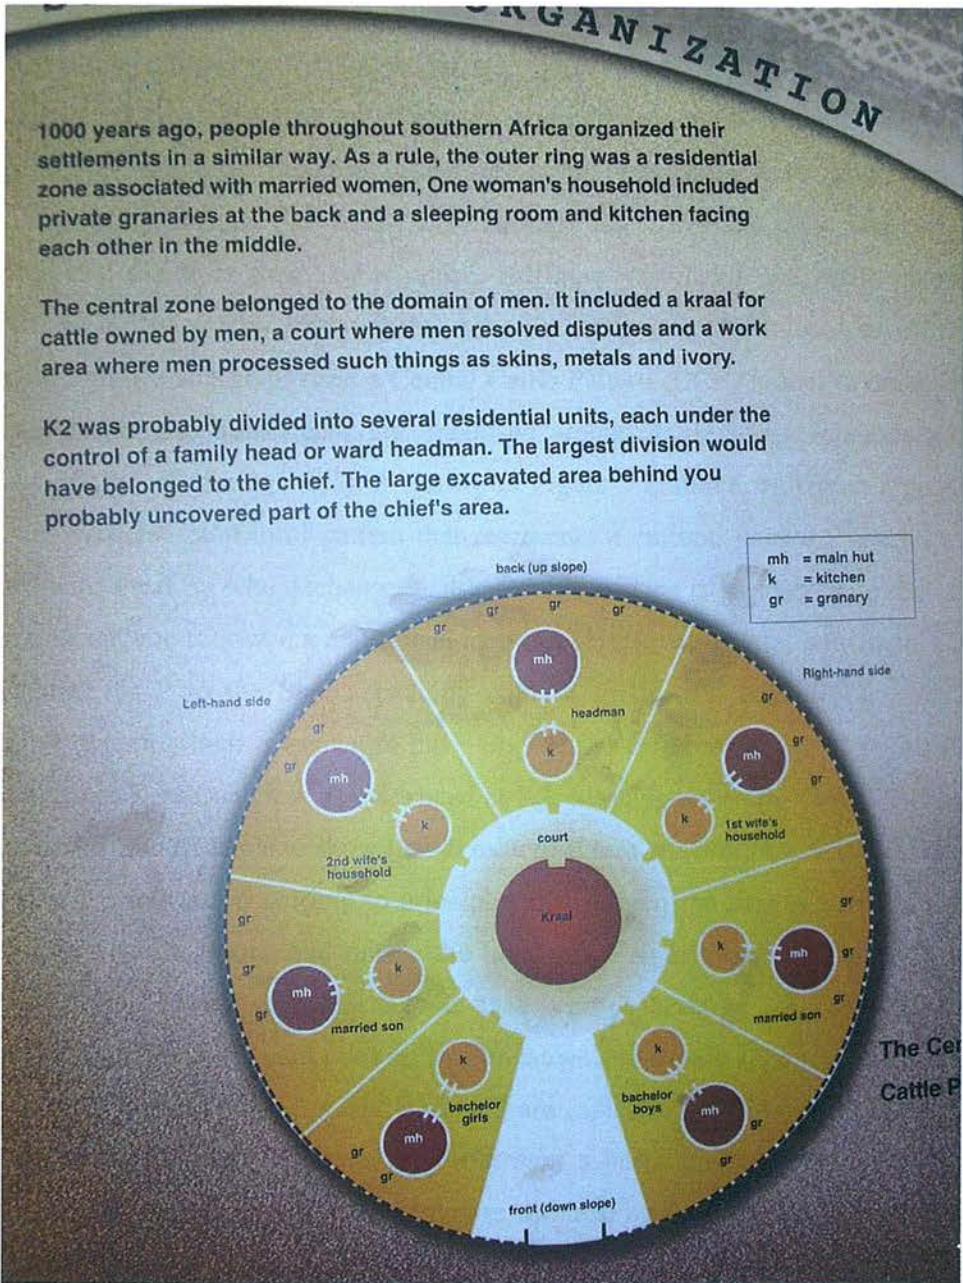 ORGANIZATION
1000 years ago, people throughout southern Africa organized their
settlements in a similar way. As a rule, the outer ring was a residential
zone associated with married women, One woman's household included
private granaries at the back and a sleeping room and kitchen facing
each other in the middle.
The central zone belonged to the domain of men. It included a kraal for
cattle owned by men, a court where men resolved disputes and a work
area where men processed such things as skins, metals and ivory.
K2 was probably divided into several residential units, each under the
control of a family head or ward headman. The largest division would
have belonged to the chief. The large excavated area behind you
probably uncovered part of the chief's area.
mh = main hut
k = kitchen
gr = granary
back (up slope)
gr
gr
gr
gr
mh
headman
k
Left-hand side
gr
gr
mh
k
2nd wife's
household
Right-hand side
gr
gr
gr
mh
k
1st wife's
household
court
Kraal
gr
gr
gr
mh
k
married son
gr
gr
gr
mh
k
married son
k
bachelor
girls
mh
gr
gr
k
bachelor
boys
mh
gr
gr
front (down slope)
The Cen
Cattle P